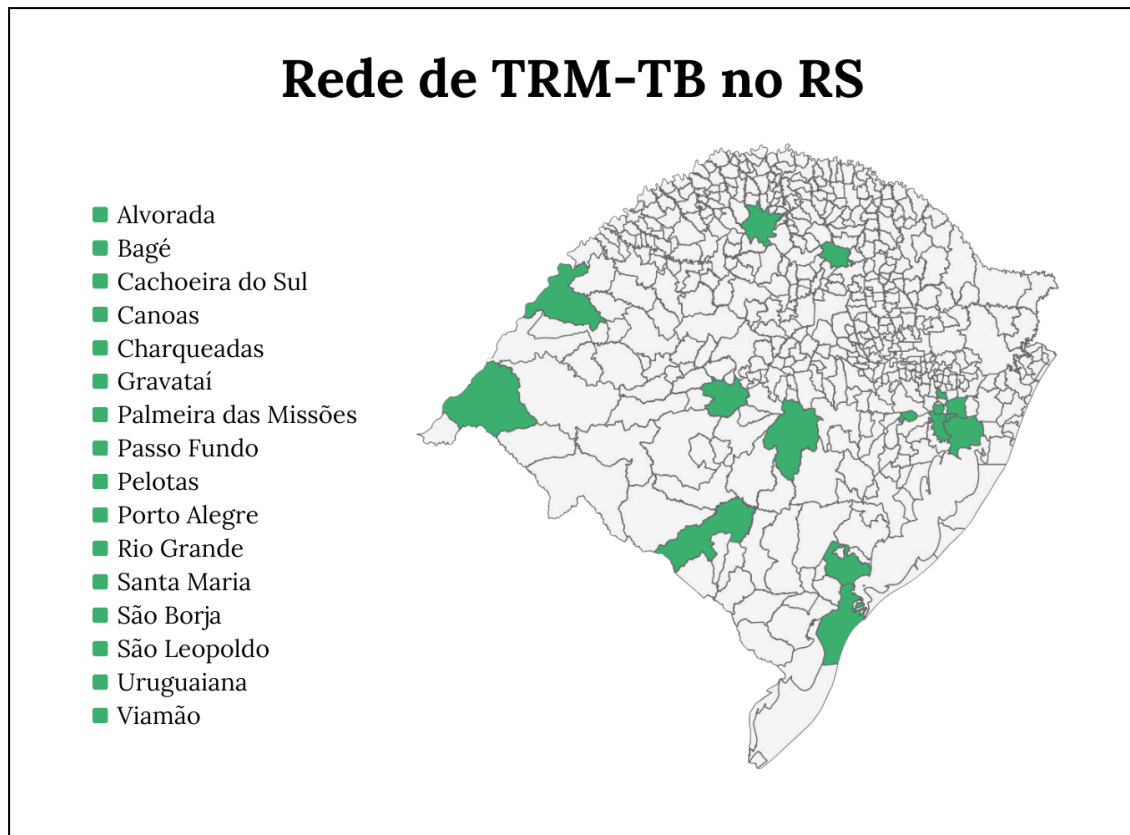 Rede de TRM-TB no RS
Alvorada
Bagé
Cachoeira do Sul
Canoas
Charqueadas
Gravataí
Palmeira das Missões
Passo Fundo
Pelotas
Porto Alegre
Rio Grande
Santa Maria
São Borja
São Leopoldo
Uruguaiana
Viamão